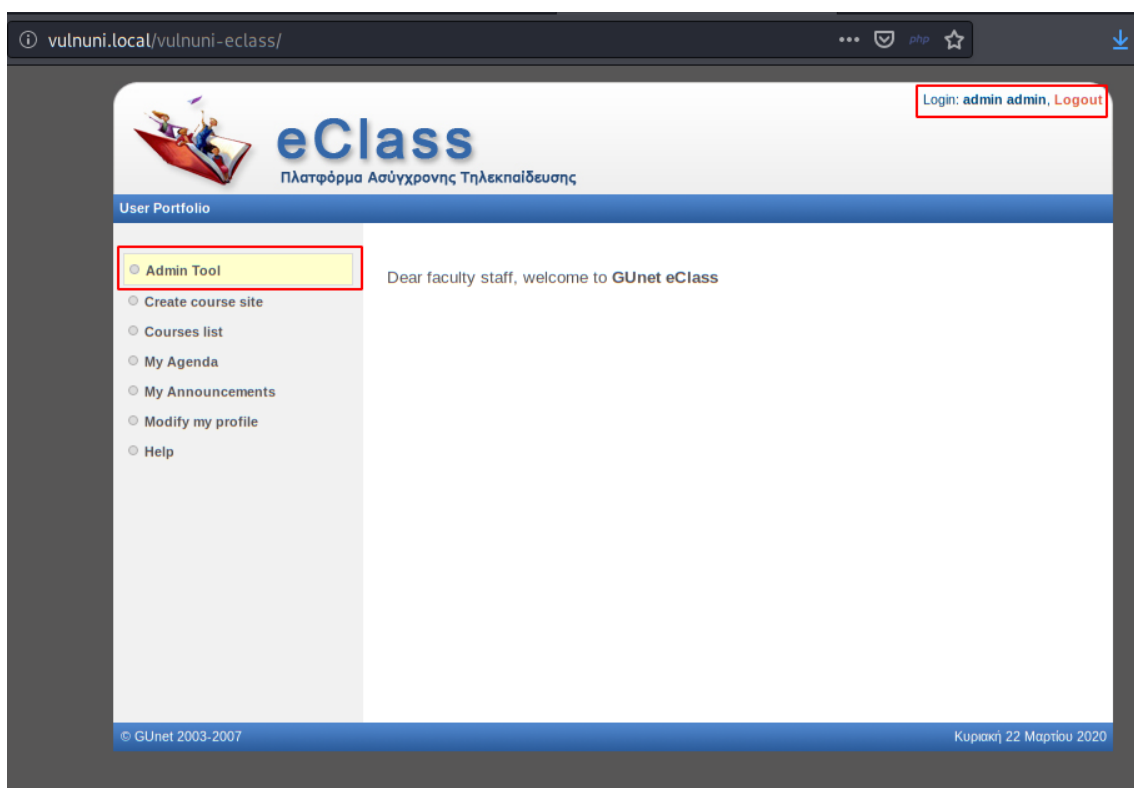 vulnuni.local/vulnuni-eclass/
php
Login: admin admin, Logout
eClass
Πλατφόρμα Ασύγχρονης Τηλεκπαίδευσης
User Portfolio
Admin Tool
Dear faculty staff, welcome to GUnet eClass
Create course site
Courses list
My Agenda
My Announcements
Modify my profile
Help
© GUnet 2003-2007
Κυριακή 22 Μαρτίου 2020